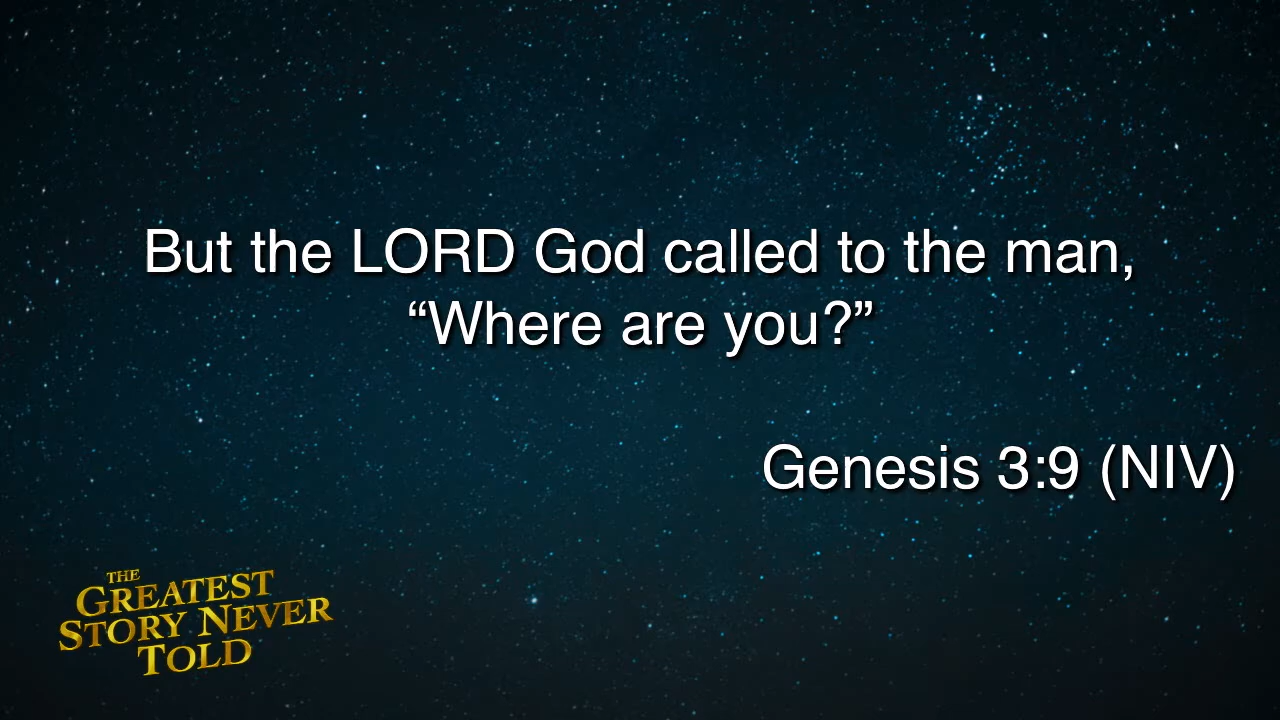 But the LORD God called to the man,
“Where are you?”
Genesis 3:9 (NIV)
THE
GREATEST
STORY NEVER
TOLD